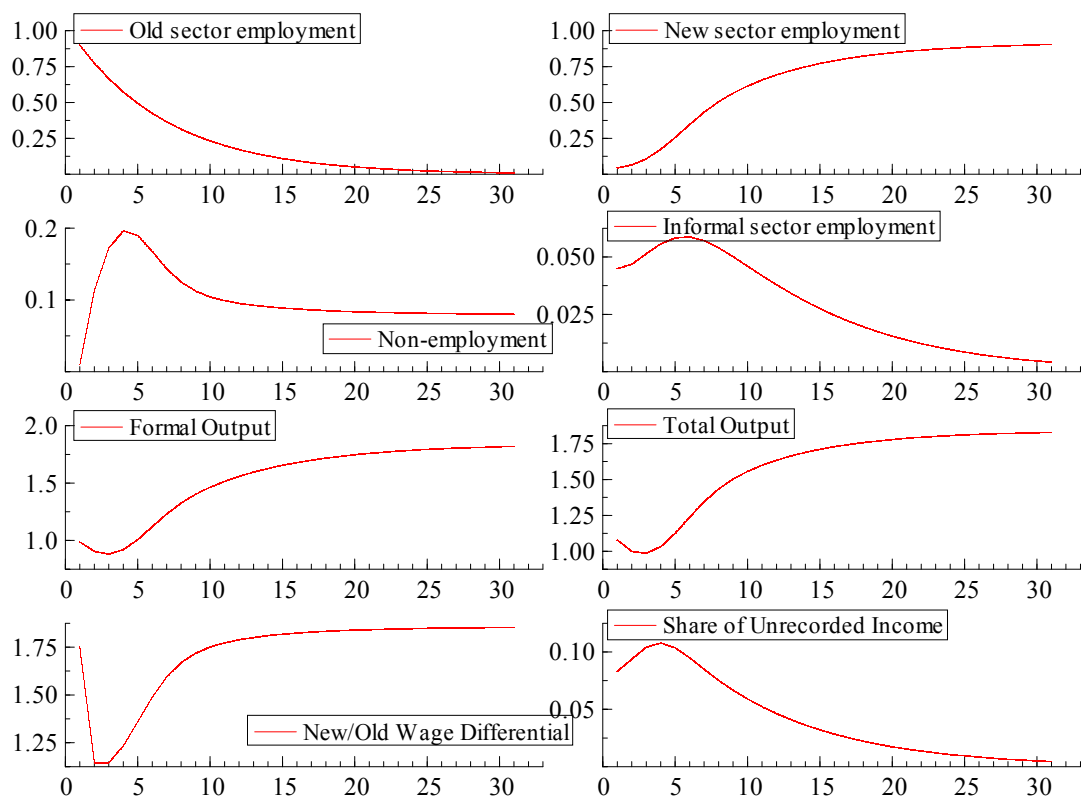 Old sector employment
1.00
0.75
0.50
0.25
0 5 10 15 20 25 30
New sector employment
1.00
0.75
0.50
0.25
0 5 10 15 20 25 30
0.2
0.1
Non-employment
0 5 10 15 20 25 30
Informal sector employment
0.050
0.025
0 5 10 15 20 25 30
Formal Output
2.0
1.5
1.0
0 5 10 15 20 25 30
Total Output
1.75
1.50
1.25
1.00
0 5 10 15 20 25 30
1.75
1.50
1.25
New/Old Wage Differential
0 5 10 15 20 25 30
Share of Unrecorded Income
0.10
0.05
0 5 10 15 20 25 30